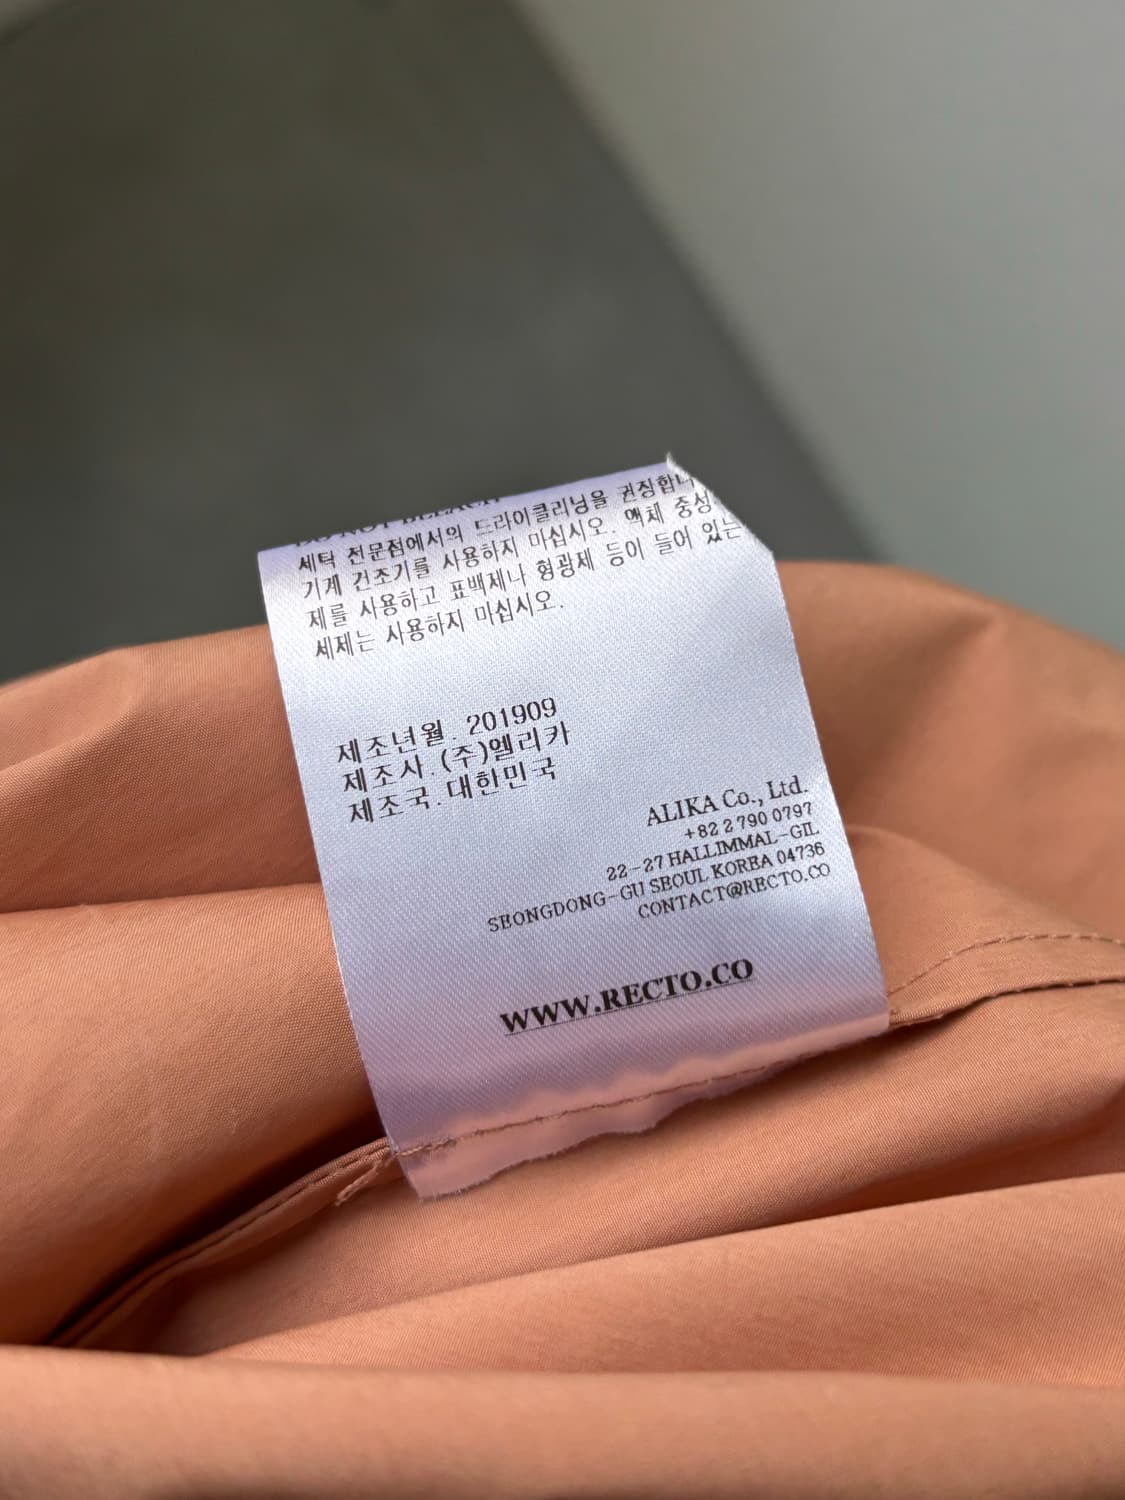 DO NOT BLEACH
세탁 전문점에서의 드라이클리닝을 권장합니
기계 건조기를 사용하지 마십시오. 액체 중성
제를 사용하고 표백제나 형광제 등이 들어 있는
세제는 사용하지 마십시오.
제조년월. 201909
제조사.(주)엘리카
제조국.대한민국
ALIKA Co., Ltd.
+82 2 790 0797
22-27 HALLIMMAL-GIL
SEONGDONG-GU SEOUL KOREA 04736
CONTACT@RECTO.CO
WWW.RECTO.CO